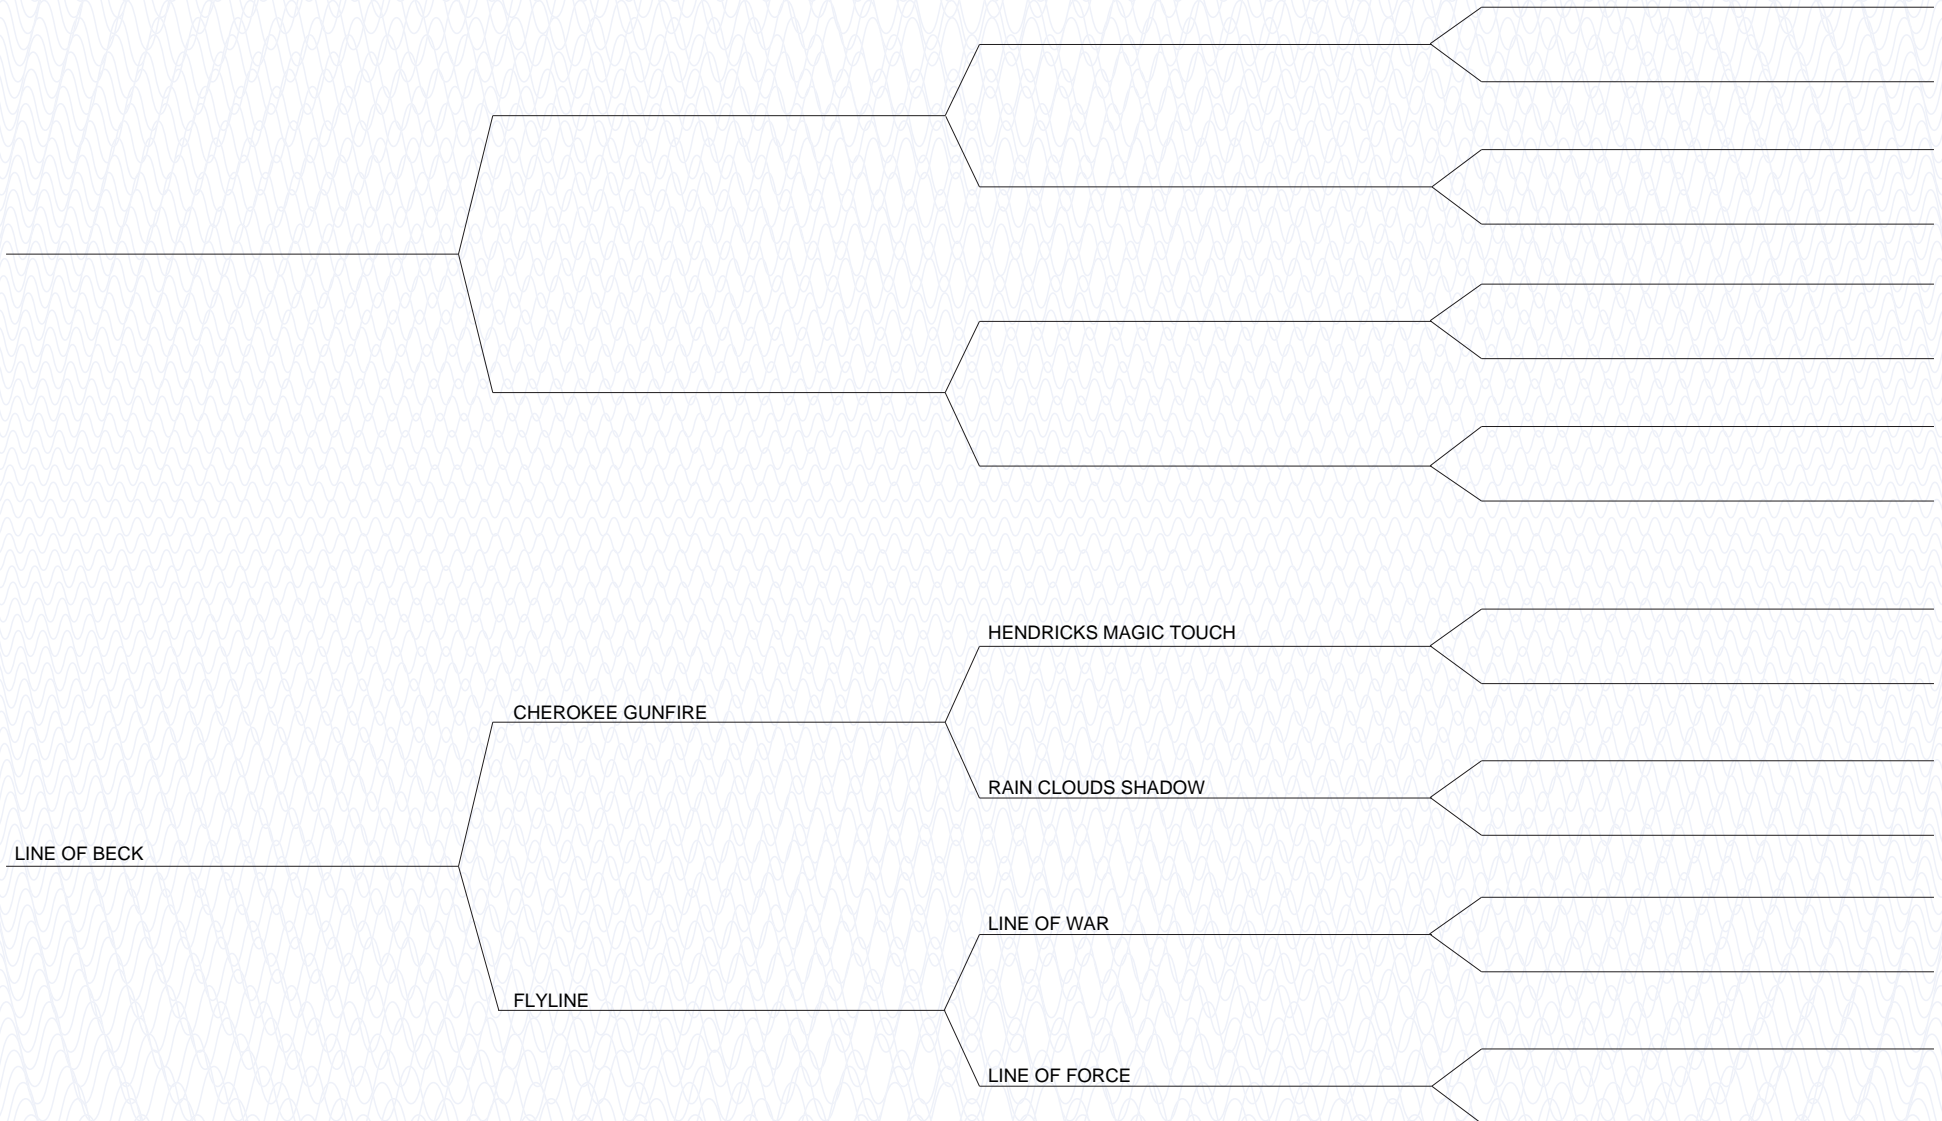 HENDRICKS MAGIC TOUCH
CHEROKEE GUNFIRE
RAIN CLOUDS SHADOW
LINE OF BECK
LINE OF WAR
FLYLINE
LINE OF FORCE